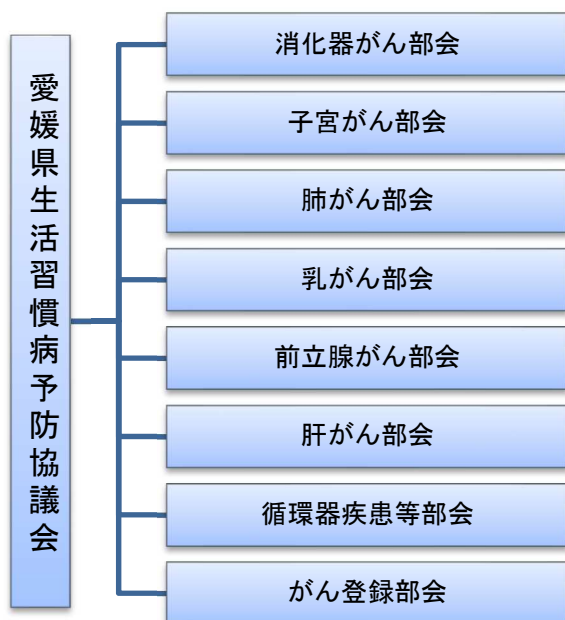 愛媛県生活習慣病予防協議会
消化器がん部会
子宮がん部会
肺がん部会
乳がん部会
前立腺がん部会
肝がん部会
循環器疾患等部会
がん登録部会